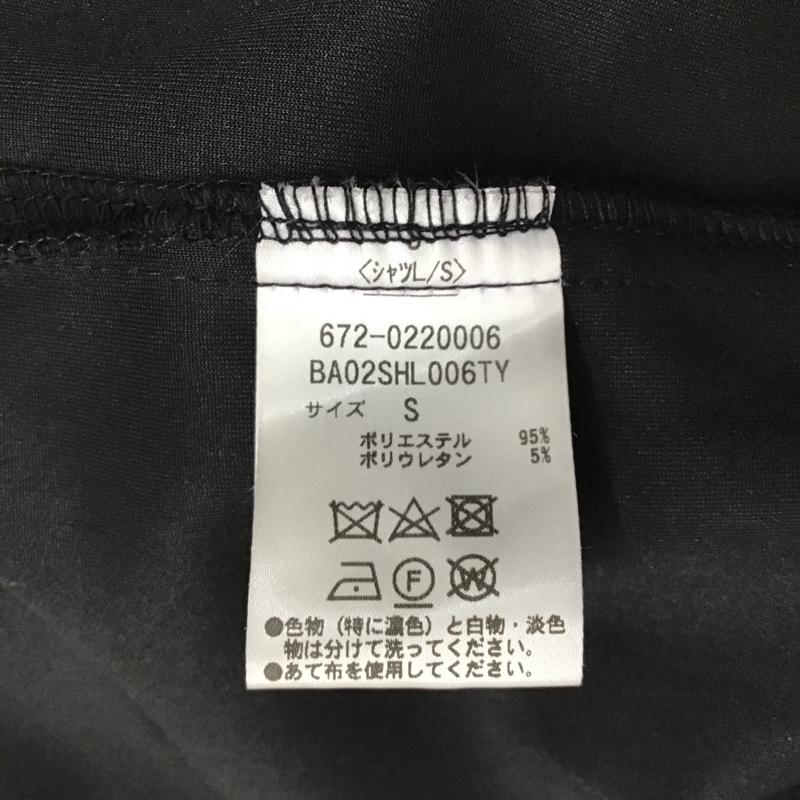 〈シャツL/S〉
672-0220006
BA02SHL006TY
サイズ S
ポリエステル 95%
ポリウレタン 5%
F W
●色物（特に濃色）と白物・淡色
物は分けて洗ってください。
●あて布を使用してください。